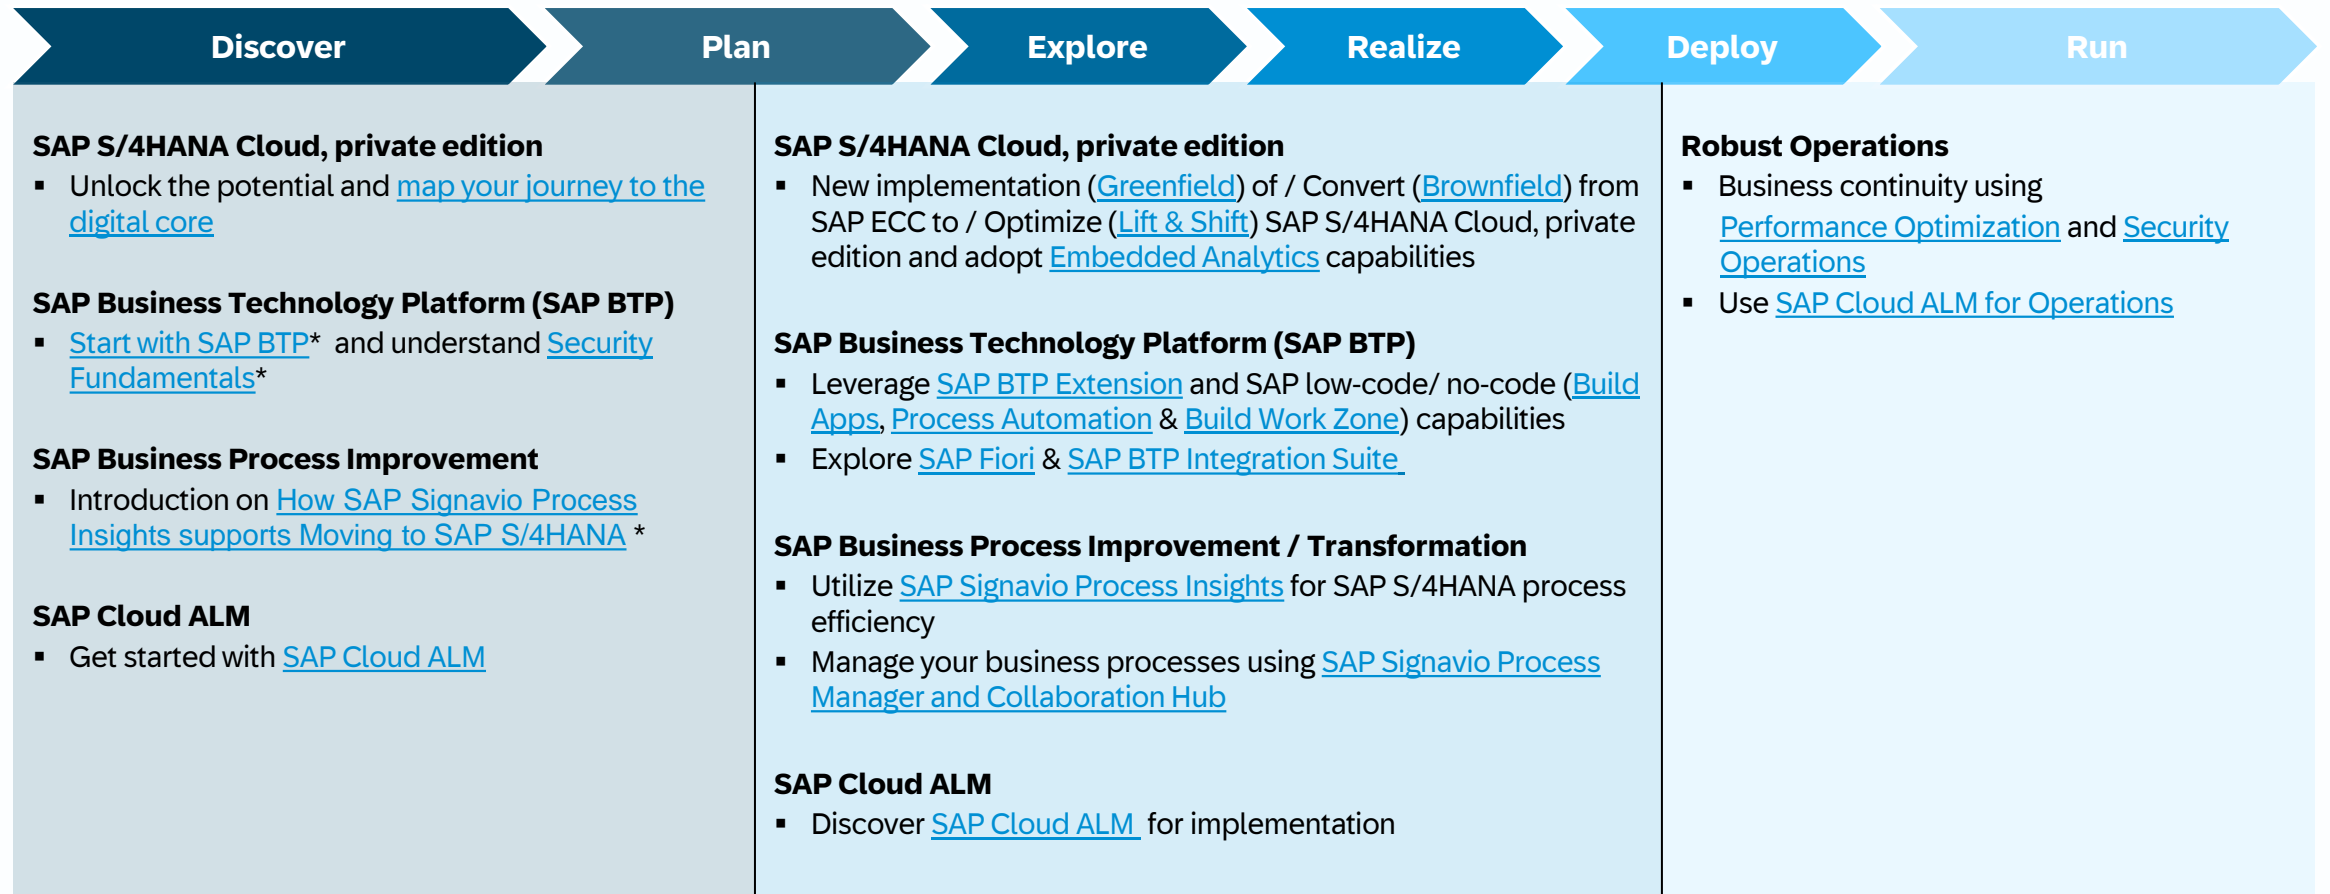 Discover
Plan
Explore
Realize
Deploy
Run
SAP S/4HANA Cloud, private edition
▪ Unlock the potential and map your journey to the
digital core
SAP Business Technology Platform (SAP BTP)
▪ Start with SAP BTP* and understand Security
Fundamentals*
SAP Business Process Improvement
▪ Introduction on How SAP Signavio Process
Insights supports Moving to SAP S/4HANA *
SAP Cloud ALM
▪ Get started with SAP Cloud ALM
SAP S/4HANA Cloud, private edition
▪ New implementation (Greenfield) of / Convert (Brownfield) from
SAP ECC to / Optimize (Lift & Shift) SAP S/4HANA Cloud, private
edition and adopt Embedded Analytics capabilities
SAP Business Technology Platform (SAP BTP)
▪ Leverage SAP BTP Extension and SAP low-code/ no-code (Build
Apps, Process Automation & Build Work Zone) capabilities
▪ Explore SAP Fiori & SAP BTP Integration Suite
SAP Business Process Improvement / Transformation
▪ Utilize SAP Signavio Process Insights for SAP S/4HANA process
efficiency
▪ Manage your business processes using SAP Signavio Process
Manager and Collaboration Hub
SAP Cloud ALM
▪ Discover SAP Cloud ALM for implementation
Robust Operations
▪ Business continuity using
Performance Optimization and Security
Operations
▪ Use SAP Cloud ALM for Operations